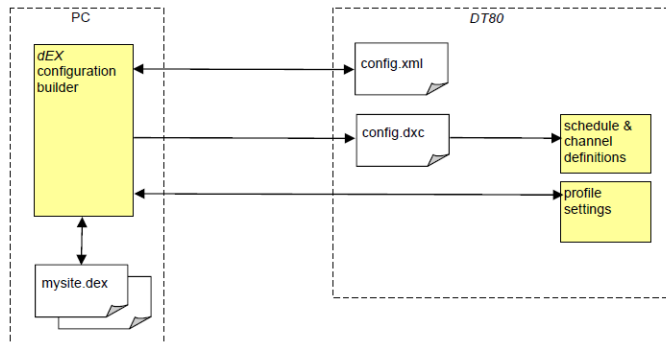 PC
DT80
dEX
configuration
builder
config.xml
config.dxc
schedule &
channel
definitions
profile
settings
mysite.dex